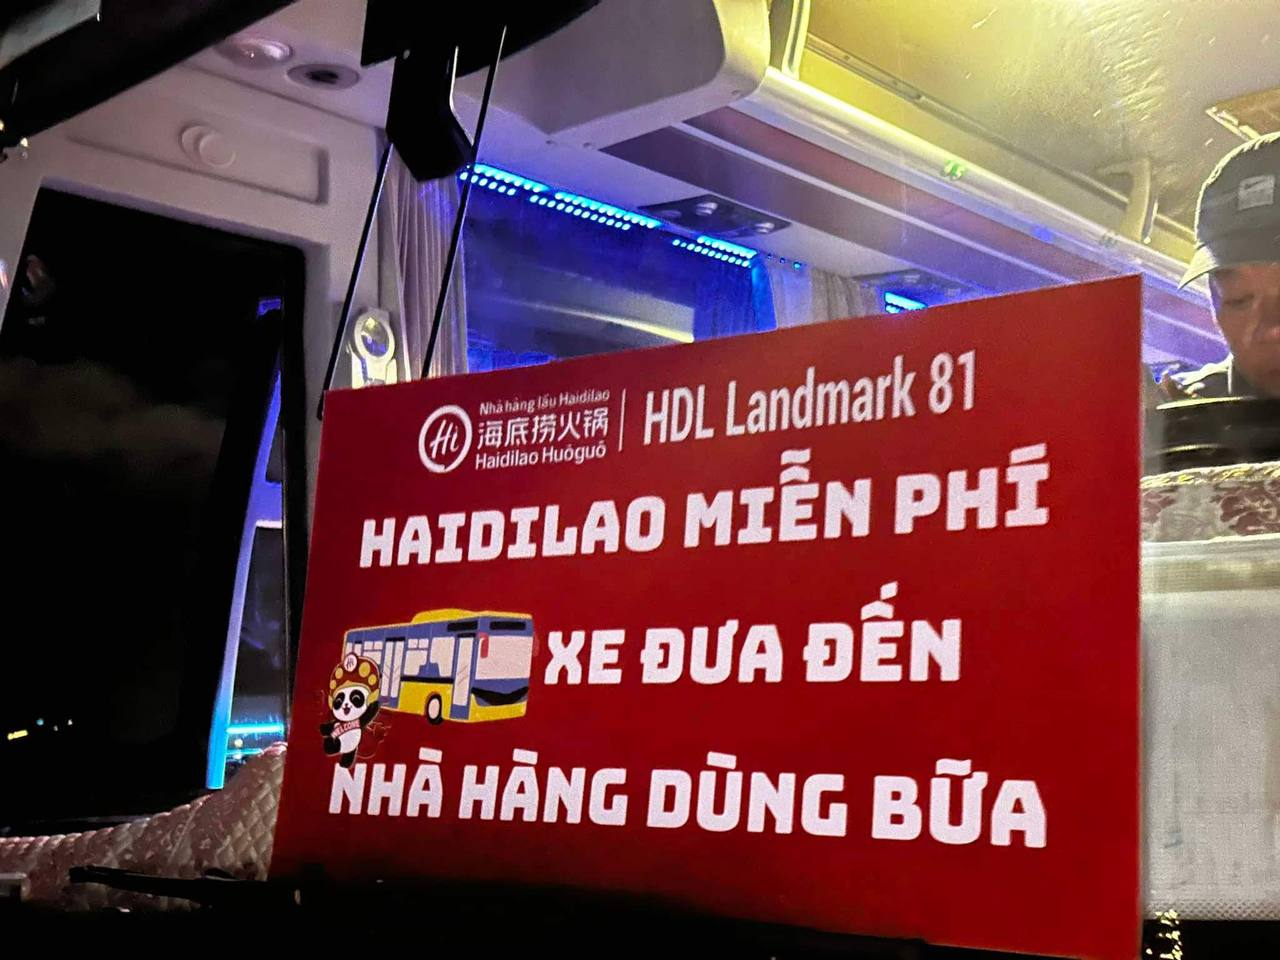 Nhà hàng lẩu Haidilao
海底捞火锅
Haidilao Huǒguō
HDL Landmark 81
HAIDILAO MIỄN PHÍ
XE ĐƯA ĐẾN
WELCOME
NHÀ HÀNG DÙNG BỮA